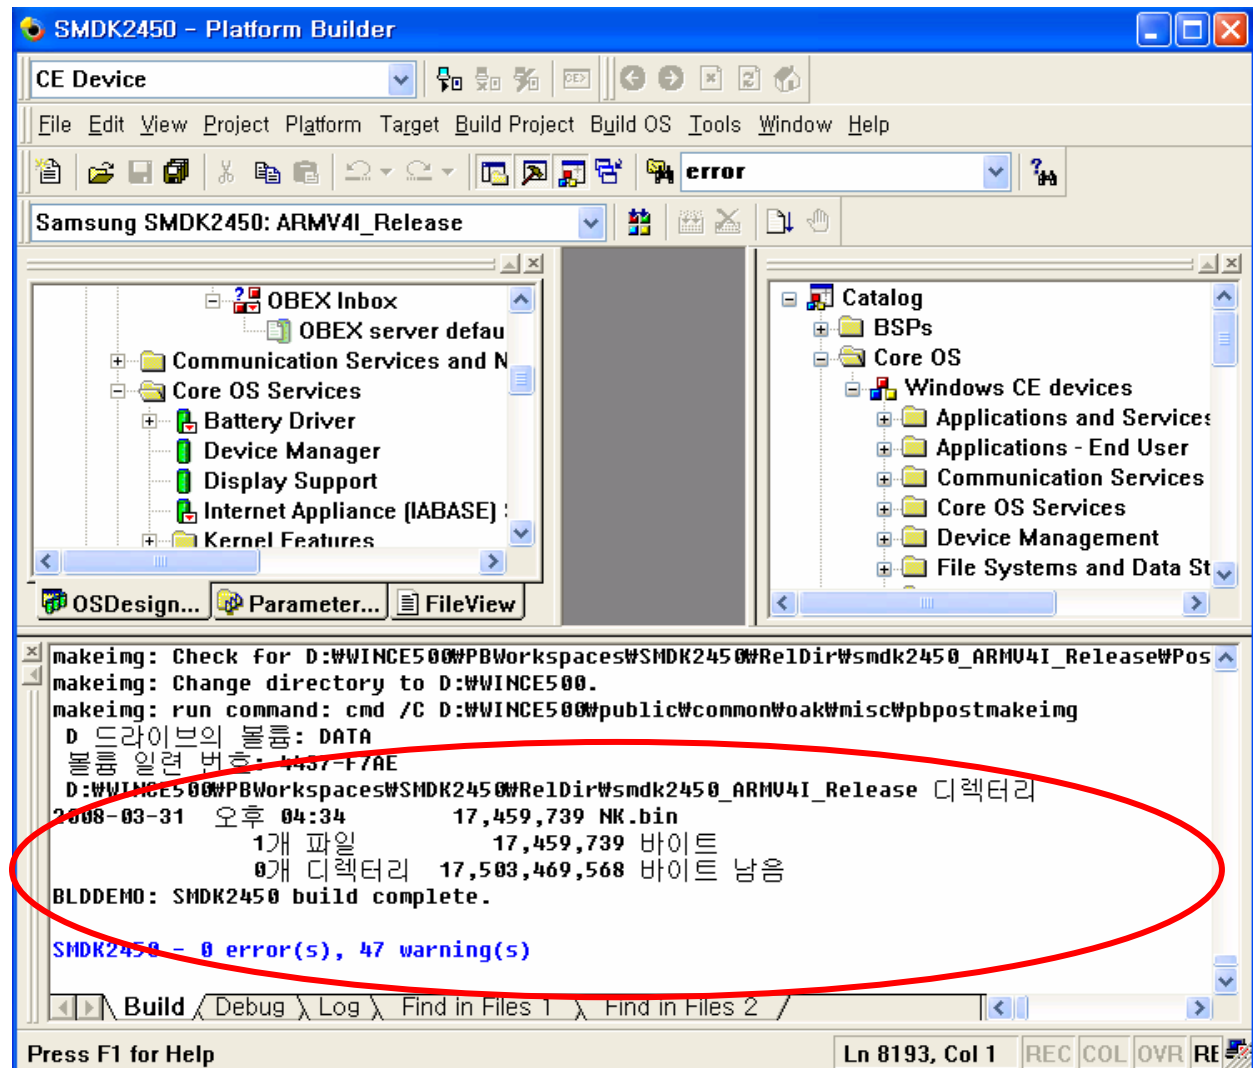 SMDK2450 - Platform Builder
CE Device
File Edit View Project Platform Target Build Project Build OS Tools Window Help
error
Samsung SMDK2450: ARMV4I_Release
OBEX Inbox
OBEX server defau
Communication Services and N
Core OS Services
Battery Driver
Device Manager
Display Support
Internet Appliance (IABASE)
Kernel Features
OSDesign... Parameter... FileView
Catalog
BSPs
Core OS
Windows CE devices
Applications and Services
Applications - End User
Communication Services
Core OS Services
Device Management
File Systems and Data St
makeimg: Check for D:₩WINCE500₩PBWorkspaces₩SMDK2450₩RelDir₩smdk2450_ARMV4I_Release₩Pos
makeimg: Change directory to D:₩WINCE500.
makeimg: run command: cmd /C D:₩WINCE500₩public₩common₩oak₩misc₩pbpostmakeimg
D 드라이브의 볼륨: DATA
볼륨 일련 번호: 4437-F7AE
D:₩WINCE500₩PBWorkspaces₩SMDK2450₩RelDir₩smdk2450_ARMV4I_Release 디렉터리
2008-03-31 오후 04:34 17,459,739 NK.bin
1개 파일 17,459,739 바이트
0개 디렉터리 17,503,469,568 바이트 남음
BLDDEMO: SMDK2450 build complete.
SMDK2450 - 0 error(s), 47 warning(s)
Build Debug Log Find in Files 1 Find in Files 2
Press F1 for Help Ln 8193, Col 1 REC COL OVR RE